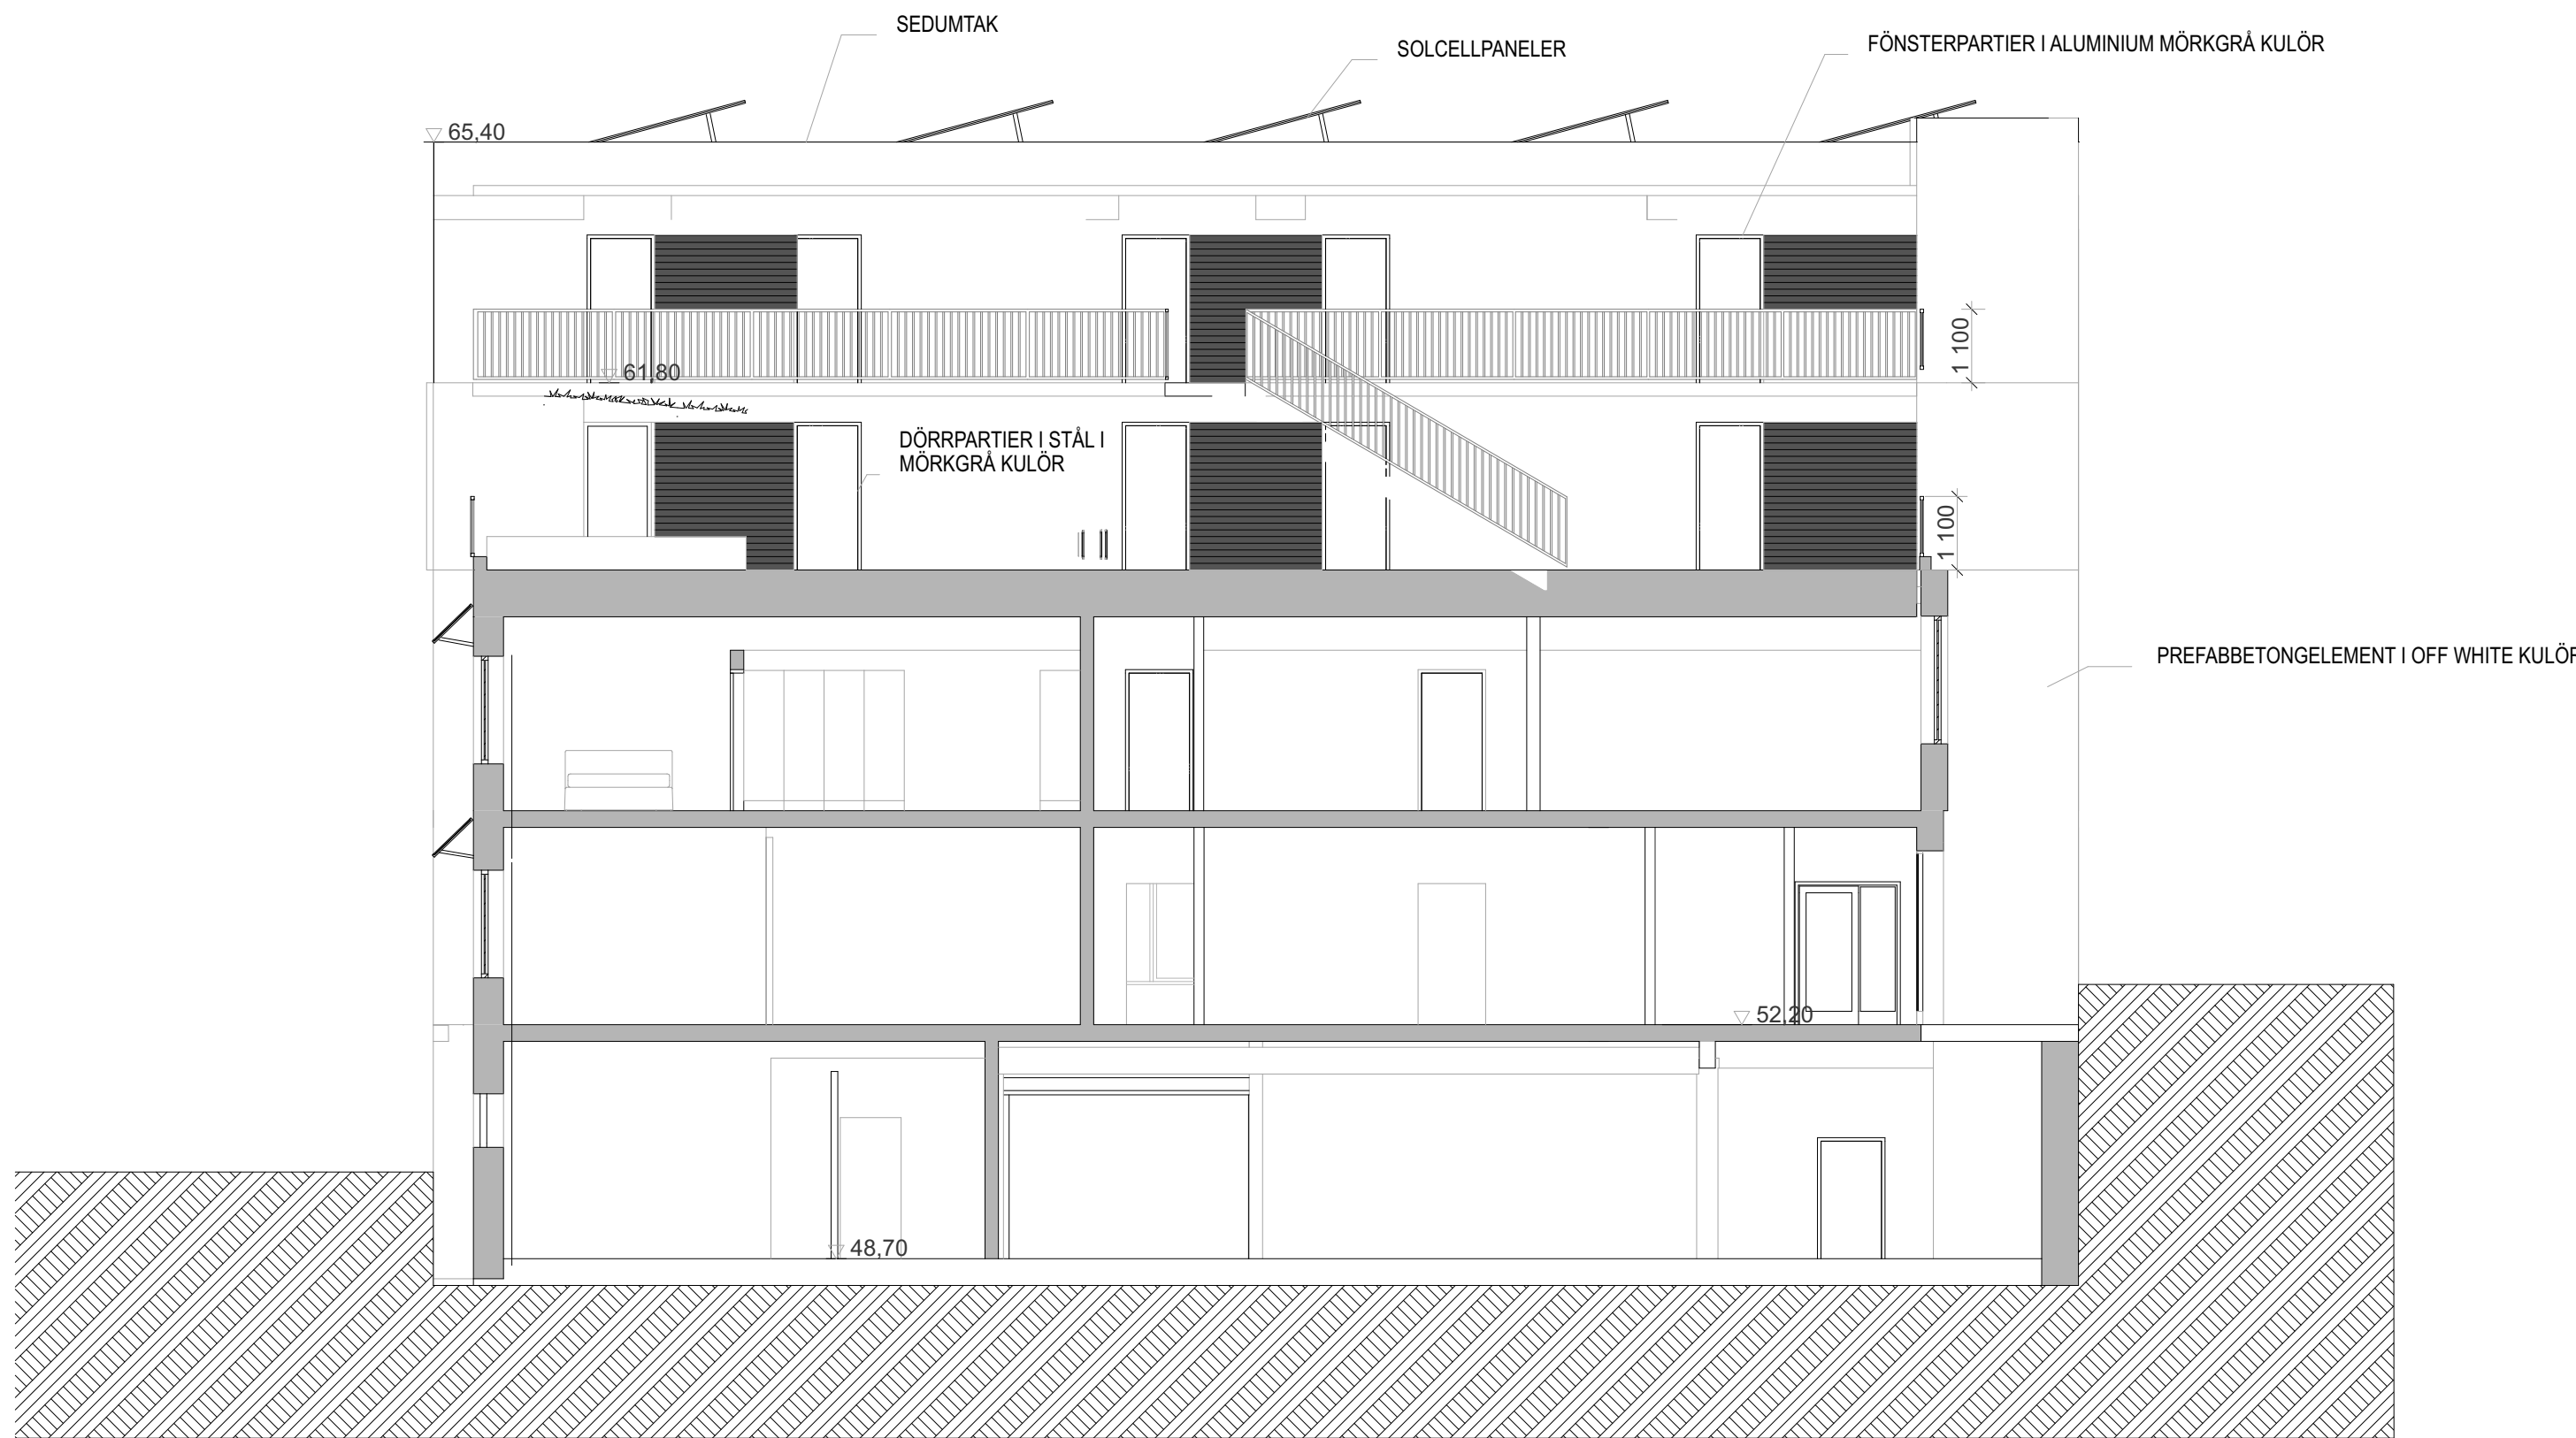 SEDUMTAK
SOLCELLPANELER
FÖNSTERPARTIER I ALUMINIUM MÖRKGRÅ KULÖR
65,40
1 100
61,80
DÖRRPARTIER I STÅL I
MÖRKGRÅ KULÖR
1 100
PREFABBETONGELEMENT I OFF WHITE KULÖR
52,20
48,70